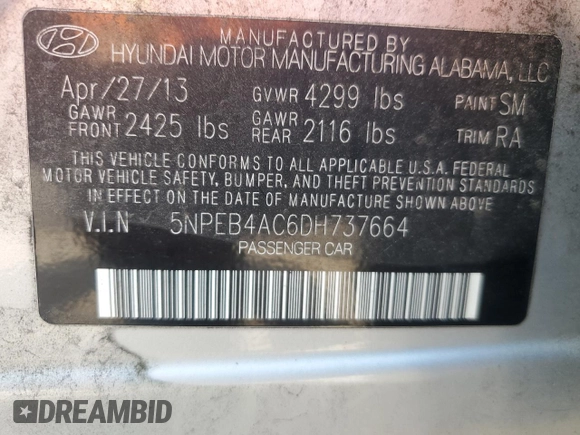 MANUFACTURED BY
HYUNDAI MOTOR MANUFACTURING ALABAMA, LLC
Apr/27/13 GVWR 4299 lbs PAINT SM
GAWR FRONT 2425 lbs GAWR REAR 2116 lbs TRIM RA
THIS VEHICLE CONFORMS TO ALL APPLICABLE U.S.A. FEDERAL
MOTOR VEHICLE SAFETY, BUMPER, AND THEFT PREVENTION STANDARDS
IN EFFECT ON THE DATE OF MANUFACTURE SHOWN ABOVE.
V.I.N 5NPEB4AC6DH737664
PASSENGER CAR
DREAMBID